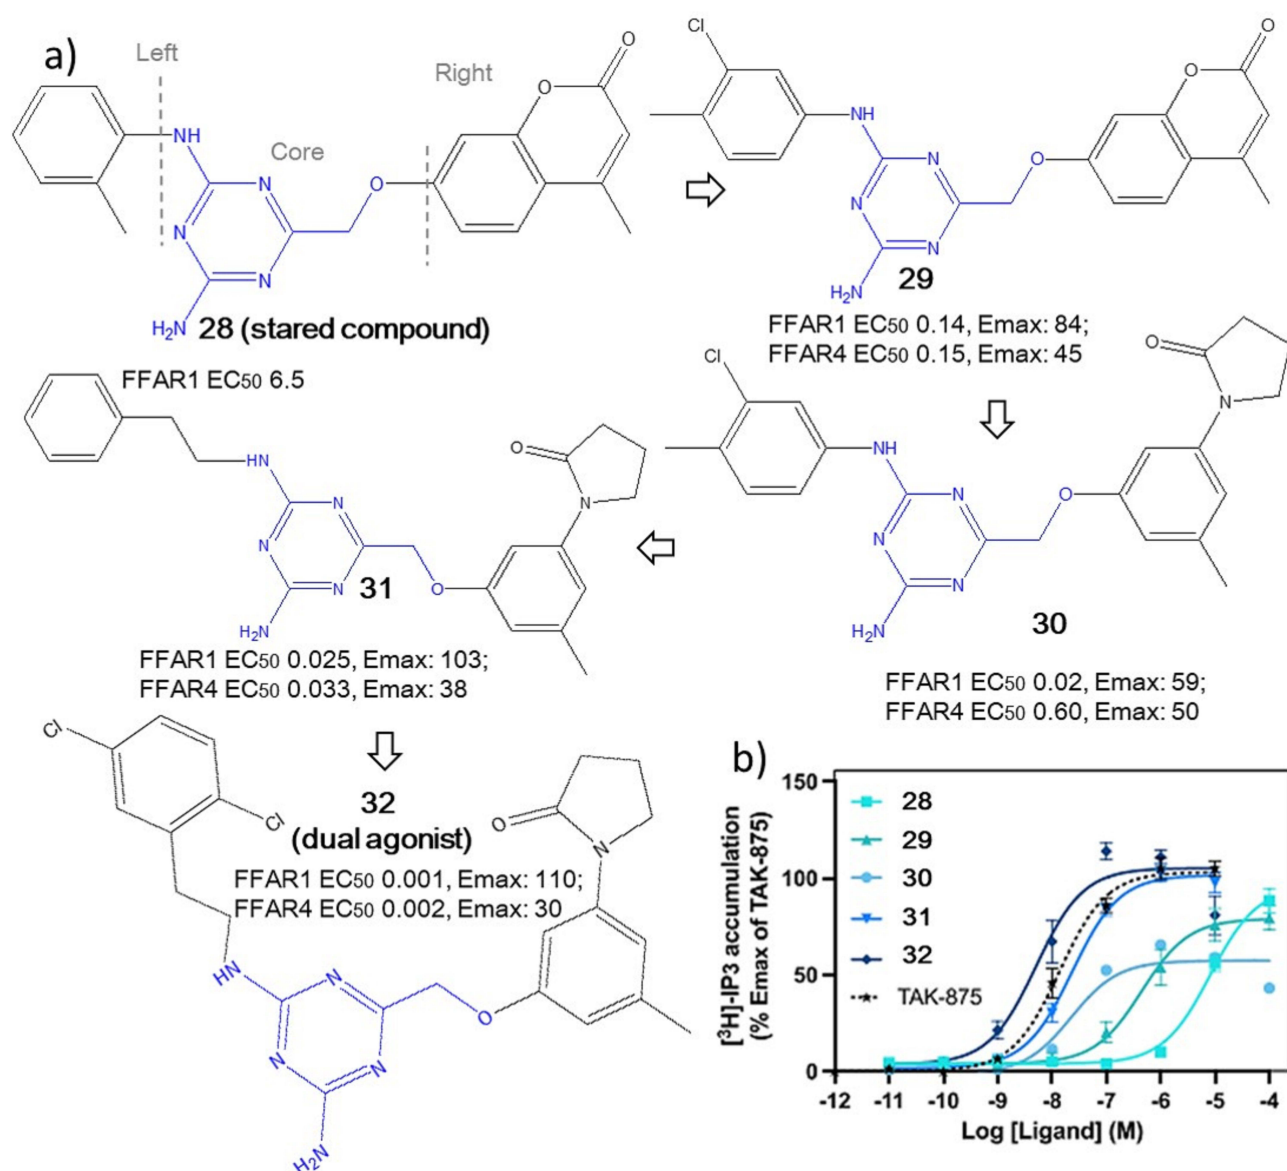 a)
Left
Right
Core
NH
N
N
N
H2N
O
O
O
28 (stared compound)
FFAR1 EC50 6.5
Cl
NH
N
N
N
H2N
O
O
O
29
FFAR1 EC50 0.14, Emax: 84;
FFAR4 EC50 0.15, Emax: 45
Cl
NH
N
N
N
H2N
O
O
N
30
FFAR1 EC50 0.02, Emax: 59;
FFAR4 EC50 0.60, Emax: 50
NH
N
N
N
H2N
O
O
N
31
FFAR1 EC50 0.025, Emax: 103;
FFAR4 EC50 0.033, Emax: 38
Cl
Cl
HN
N
N
N
H2N
O
O
N
32
(dual agonist)
FFAR1 EC50 0.001, Emax: 110;
FFAR4 EC50 0.002, Emax: 30
b)
[3H]-IP3 accumulation
(% Emax of TAK-875)
150
100
50
0
28
29
30
31
32
TAK-875
-12 -11 -10 -9 -8 -7 -6 -5 -4
Log [Ligand] (M)